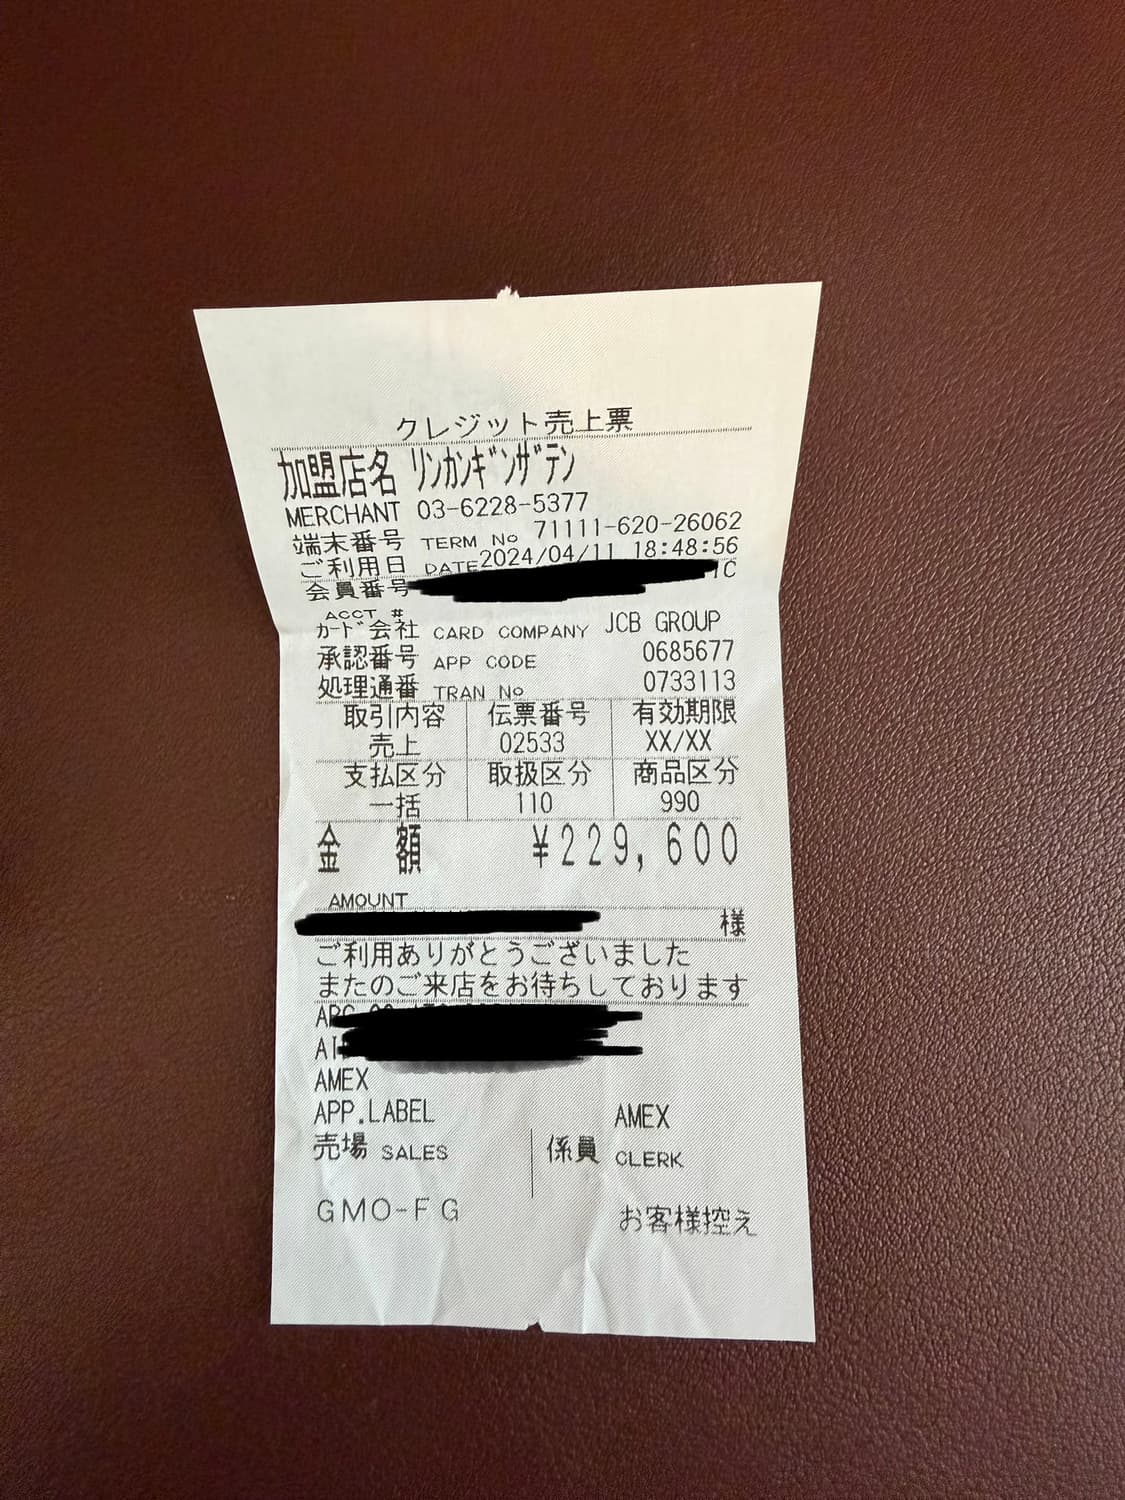 クレジット売上票
加盟店名 リンカンギンザテン
MERCHANT 03-6228-5377
端末番号 TERM No 71111-620-26062
ご利用日 DATE 2024/04/11 18:48:56
会員番号 IC
ACCT #
カード会社 CARD COMPANY JCB GROUP
承認番号 APP CODE 0685677
処理通番 TRAN No 0733113
取引内容 伝票番号 有効期限
売上 02533 XX/XX
支払区分 取扱区分 商品区分
一括 110 990
金 額 ¥229,600
AMOUNT
様
ご利用ありがとうございました
またのご来店をお待ちしております
AMEX
APP.LABEL AMEX
売場 SALES 係員 CLERK
GMO-FG お客様控え